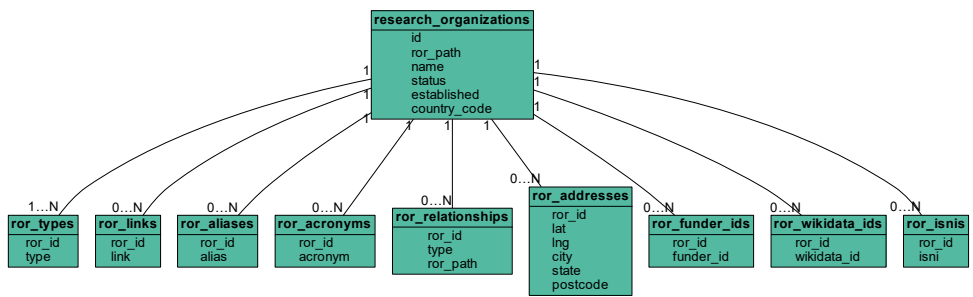 research_organizations
id
ror_path
name
status
established
country_code
1
1
1
1
1
1
1
1
1
1...N
0...N
0...N
0...N
0...N
0...N
0...N
0...N
0...N
ror_types
ror_id
type
ror_links
ror_id
link
ror_aliases
ror_id
alias
ror_acronyms
ror_id
acronym
ror_relationships
ror_id
type
ror_path
ror_addresses
ror_id
lat
lng
city
state
postcode
ror_funder_ids
ror_id
funder_id
ror_wikidata_ids
ror_id
wikidata_id
ror_isnis
ror_id
isni